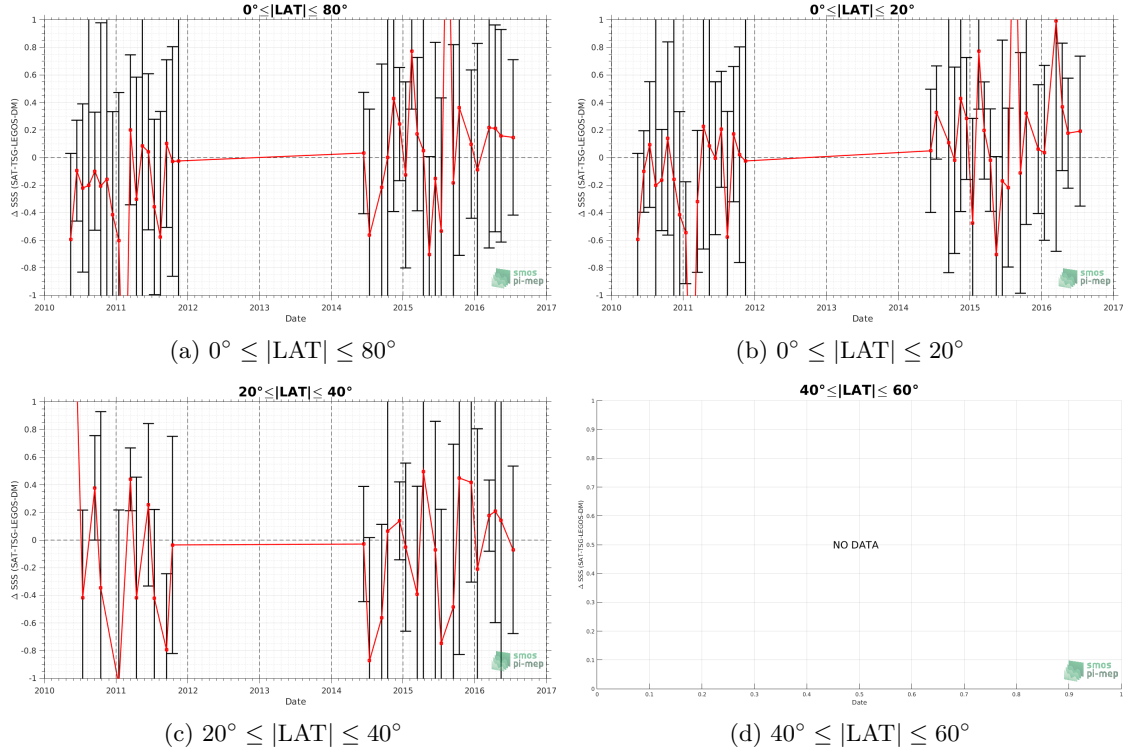 0°≤|LAT|≤ 80°
Δ SSS (SAT-TSG-LEGOS-DM)
1
0.8
0.6
0.4
0.2
0
-0.2
-0.4
-0.6
-0.8
-1
2010 2011 2012 2013 2014 2015 2016 2017
Date
smos
pi-mep
(a) 0° ≤ |LAT| ≤ 80°
0°≤|LAT|≤ 20°
Δ SSS (SAT-TSG-LEGOS-DM)
1
0.8
0.6
0.4
0.2
0
-0.2
-0.4
-0.6
-0.8
-1
2010 2011 2012 2013 2014 2015 2016 2017
Date
smos
pi-mep
(b) 0° ≤ |LAT| ≤ 20°
20°≤|LAT|≤ 40°
Δ SSS (SAT-TSG-LEGOS-DM)
1
0.8
0.6
0.4
0.2
0
-0.2
-0.4
-0.6
-0.8
-1
2010 2011 2012 2013 2014 2015 2016 2017
Date
smos
pi-mep
(c) 20° ≤ |LAT| ≤ 40°
40°≤|LAT|≤ 60°
Δ SSS (SAT-TSG-LEGOS-DM)
1
0.9
0.8
0.7
0.6
0.5
0.4
0.3
0.2
0.1
0
NO DATA
0 0.1 0.2 0.3 0.4 0.5 0.6 0.7 0.8 0.9 1
Date
smos
pi-mep
(d) 40° ≤ |LAT| ≤ 60°